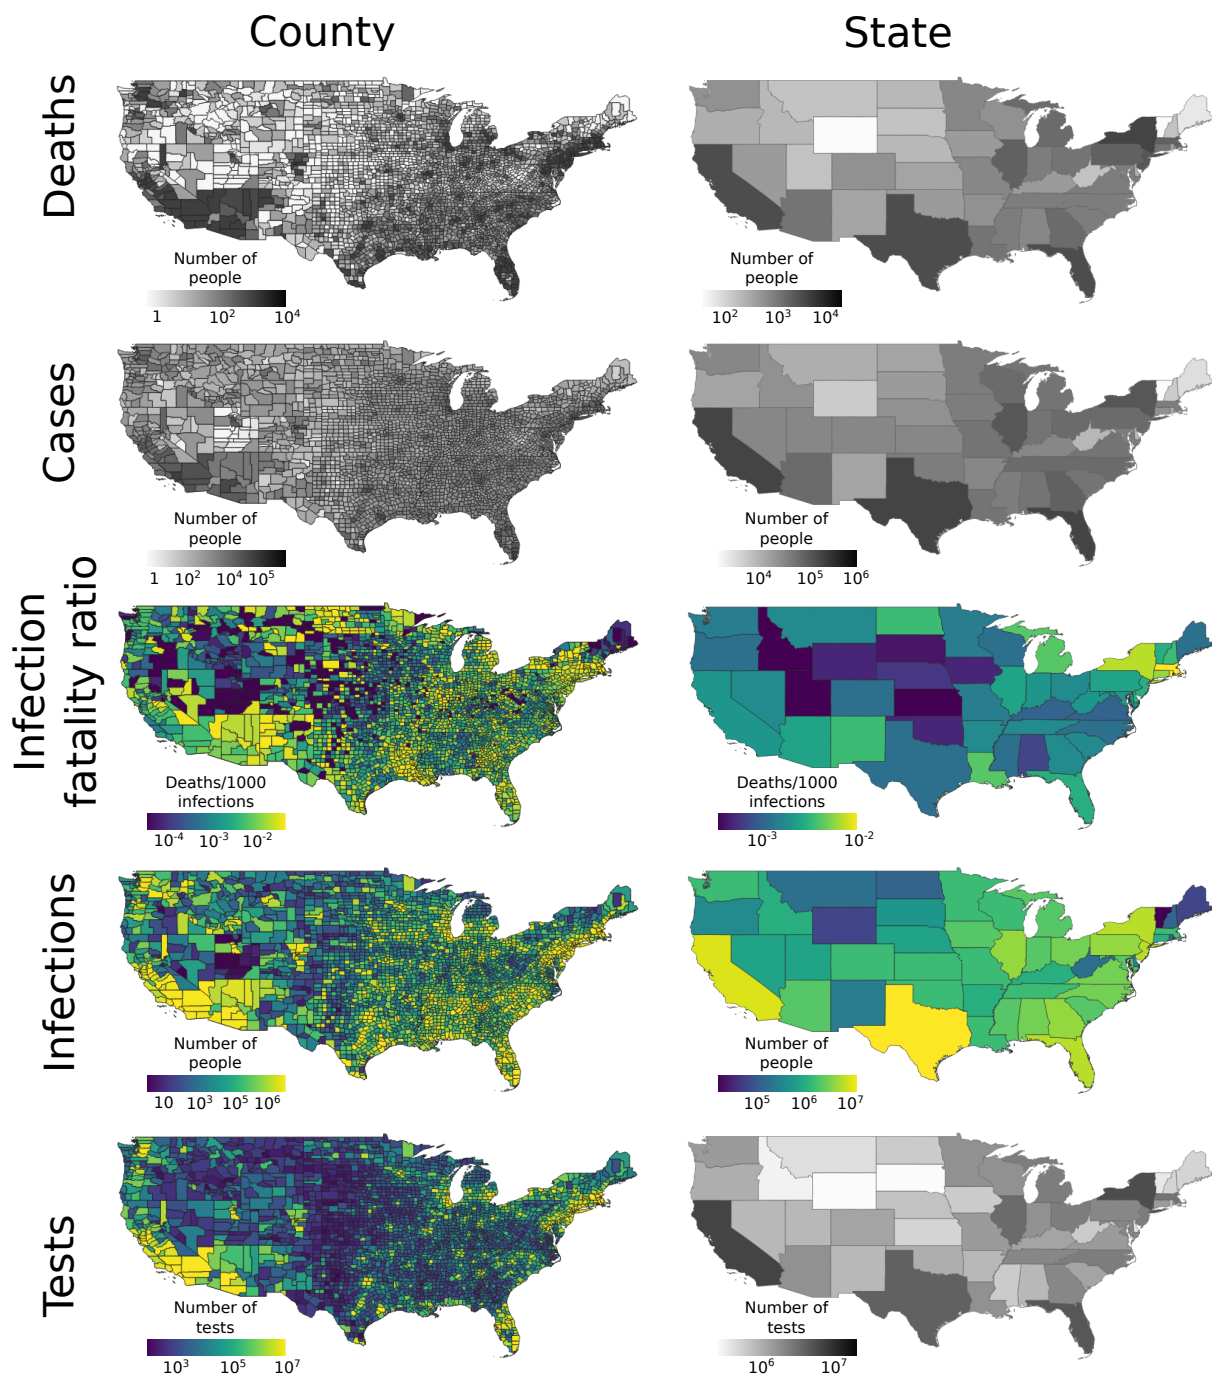 County
State
Deaths
Number of
people
1 10² 10⁴
Number of
people
10² 10³ 10⁴
Cases
Number of
people
1 10² 10⁴ 10⁵
Number of
people
10⁴ 10⁵ 10⁶
Infection
fatality ratio
Deaths/1000
infections
10⁻⁴ 10⁻³ 10⁻²
Deaths/1000
infections
10⁻³ 10⁻²
Infections
Number of
people
10 10³ 10⁵ 10⁶
Number of
people
10⁵ 10⁶ 10⁷
Tests
Number of
tests
10³ 10⁵ 10⁷
Number of
tests
10⁶ 10⁷